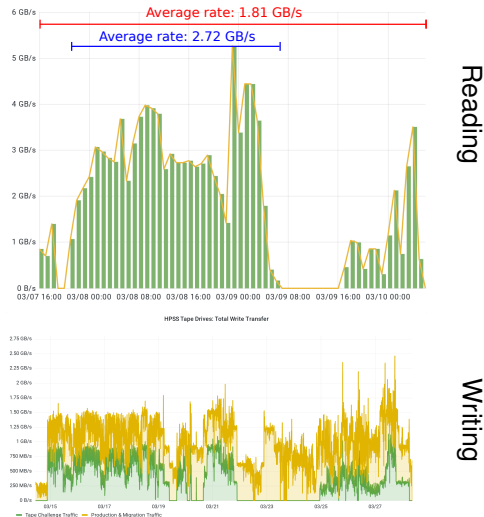 6 GB/s
Average rate: 1.81 GB/s
Average rate: 2.72 GB/s
5 GB/s
4 GB/s
3 GB/s
2 GB/s
1 GB/s
0 B/s
03/07 16:00 03/08 00:00 03/08 08:00 03/08 16:00 03/09 00:00 03/09 08:00 03/09 16:00 03/10 00:00
Reading
HPSS Tape Drives: Total Write Transfer
2.75 GB/s
2.50 GB/s
2.25 GB/s
2 GB/s
1.75 GB/s
1.50 GB/s
1.25 GB/s
1 GB/s
750 MB/s
500 MB/s
250 MB/s
0 B/s
03/15 03/17 03/19 03/21 03/23 03/25 03/27
Tape Challenge Traffic Production & Migration Traffic
Writing